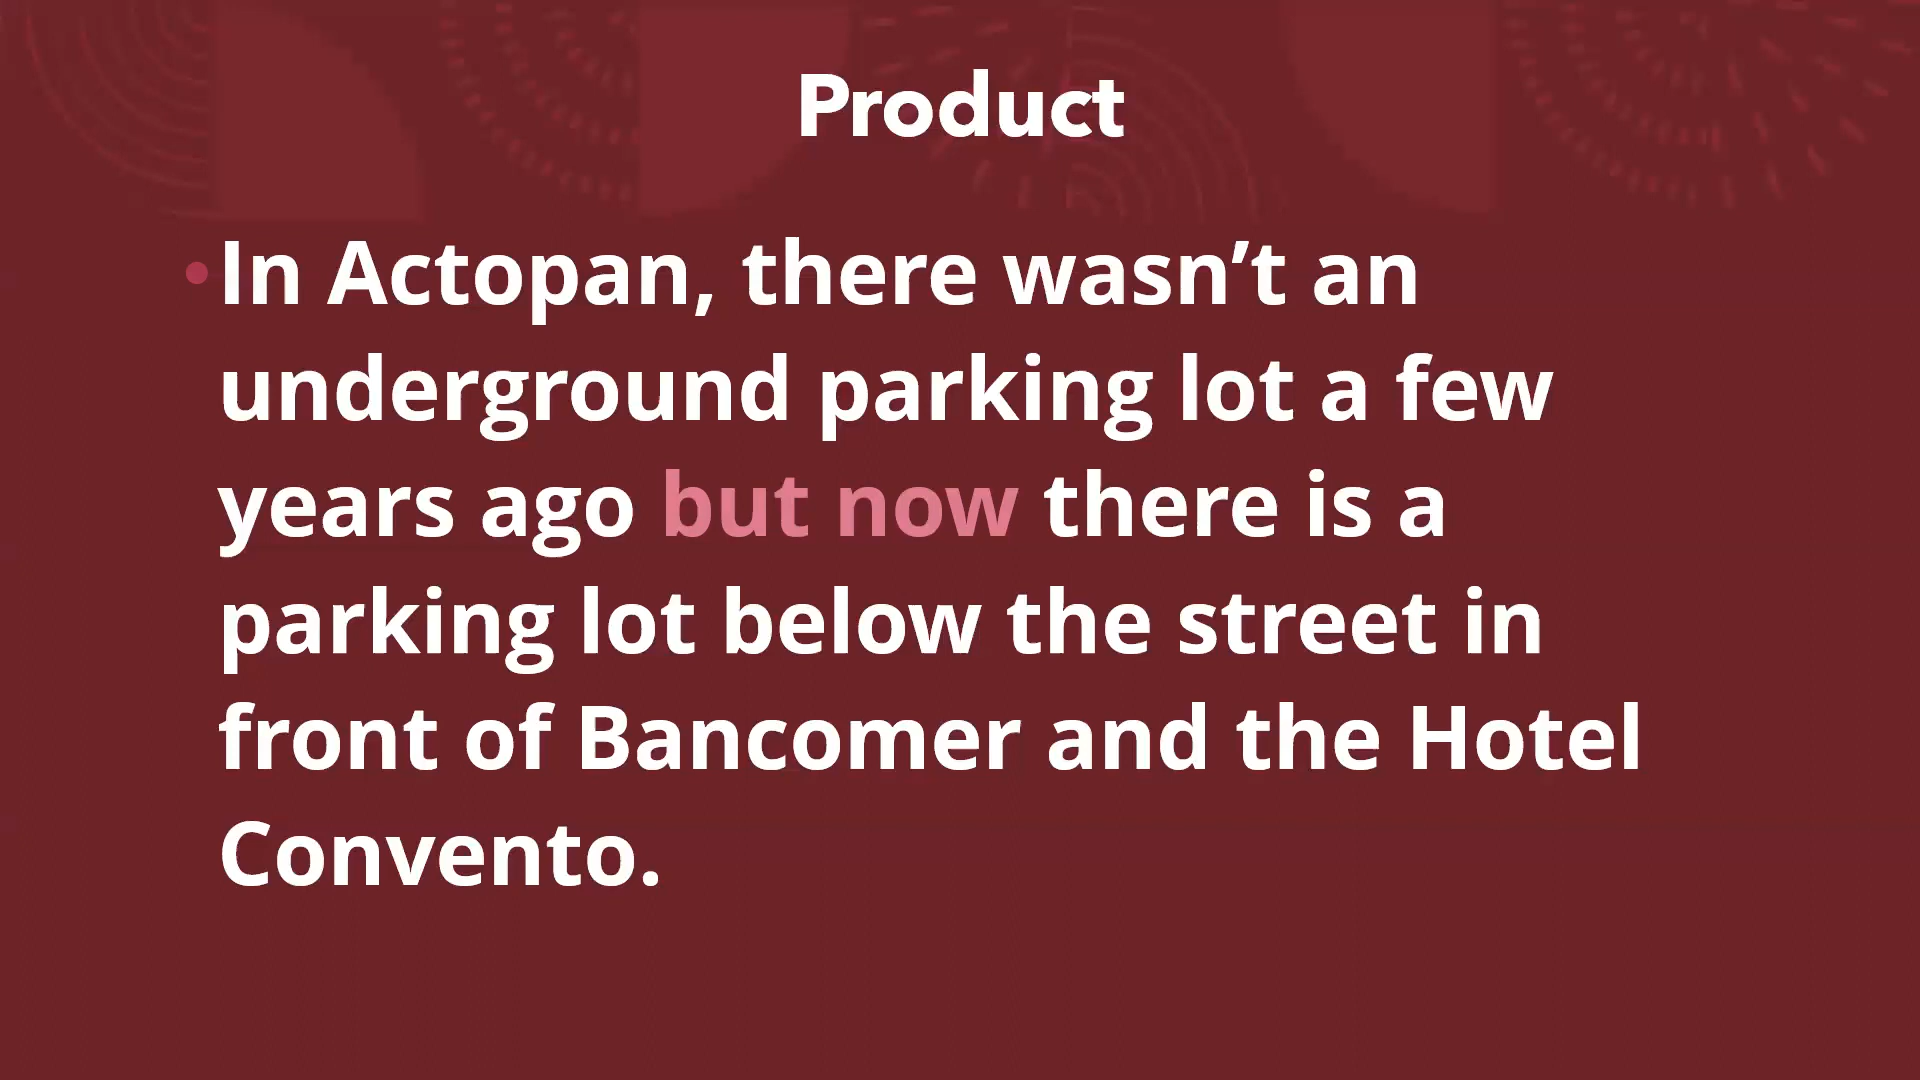 Product
• In Actopan, there wasn’t an
underground parking lot a few
years ago but now there is a
parking lot below the street in
front of Bancomer and the Hotel
Convento.